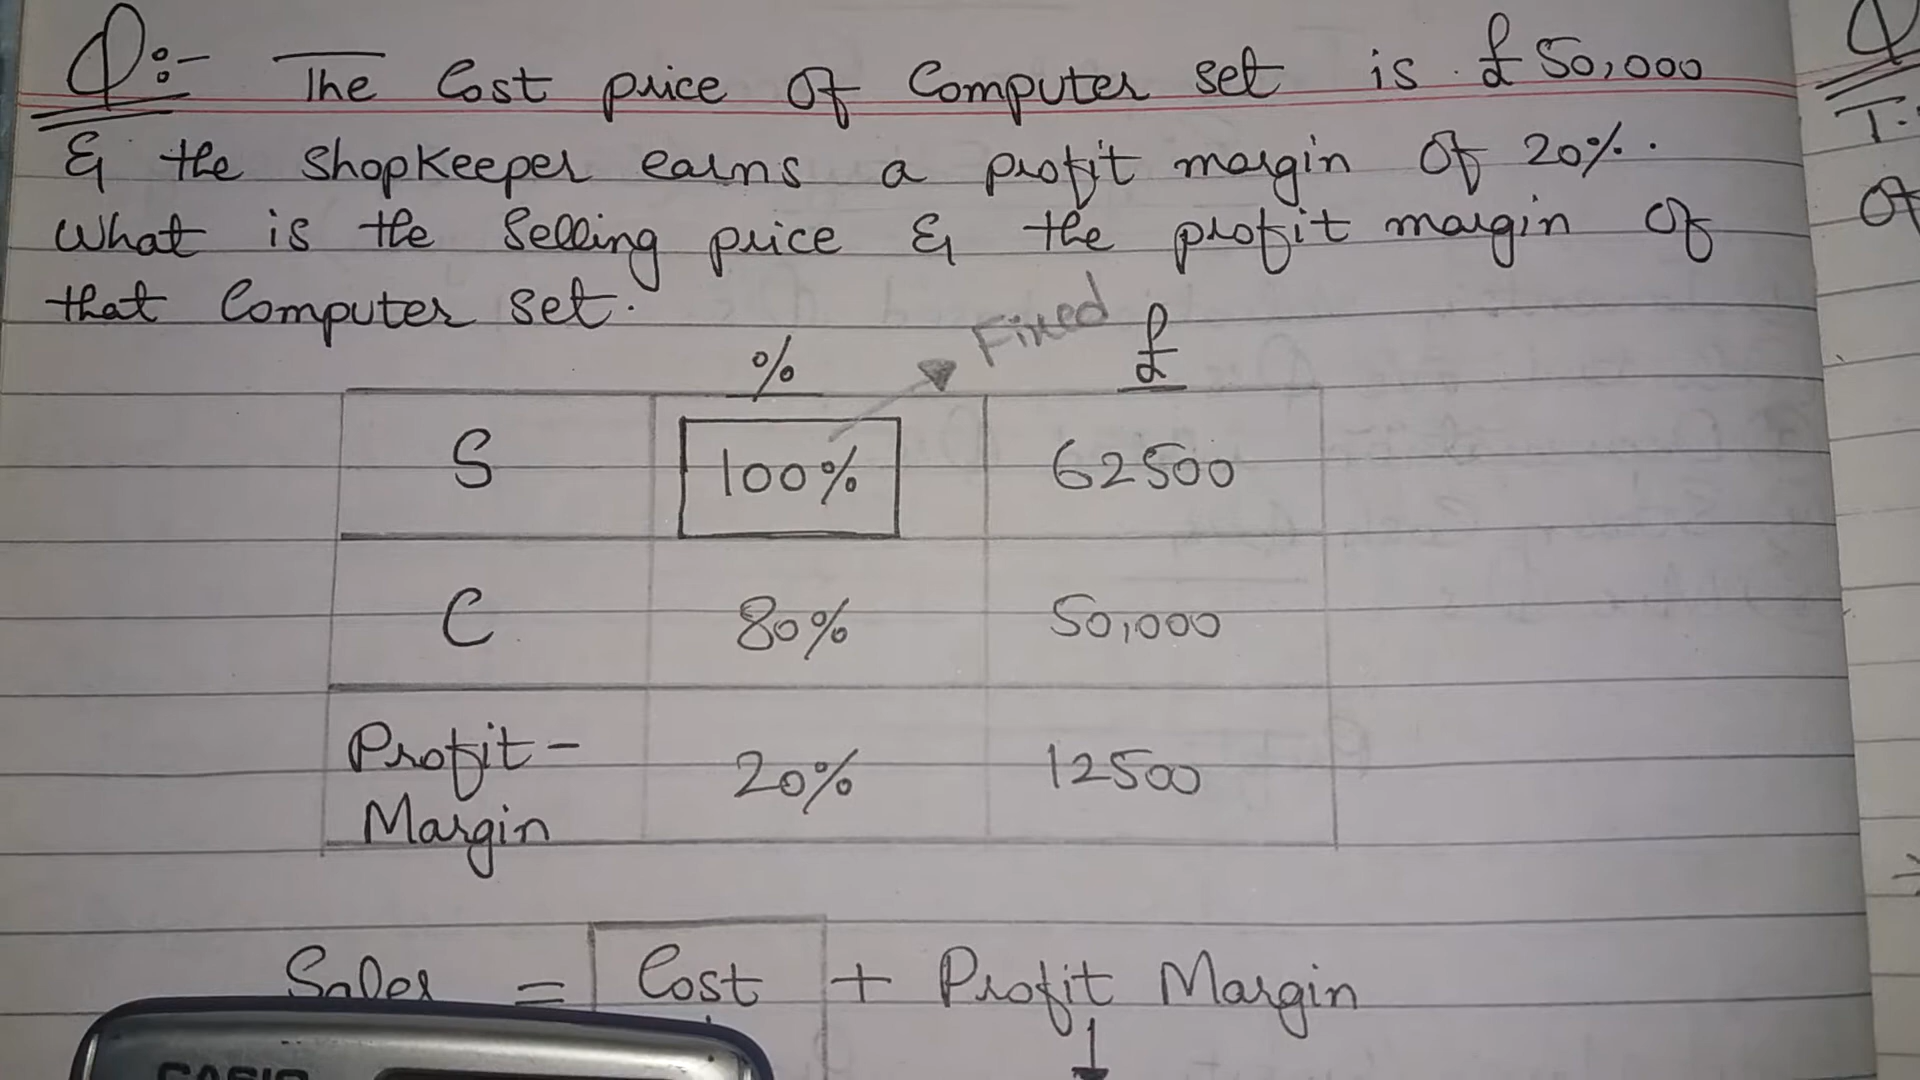 Q:- The Cost price Of Computer set is £50,000
& the shopkeeper earns a profit margin Of 20%.
What is the Selling price & the profit margin Of
that Computer set.
% Fixed £
S 100% 62500
C 80% 50,000
Profit-
Margin 20% 12500
Sales = Cost + Profit Margin
CASIO